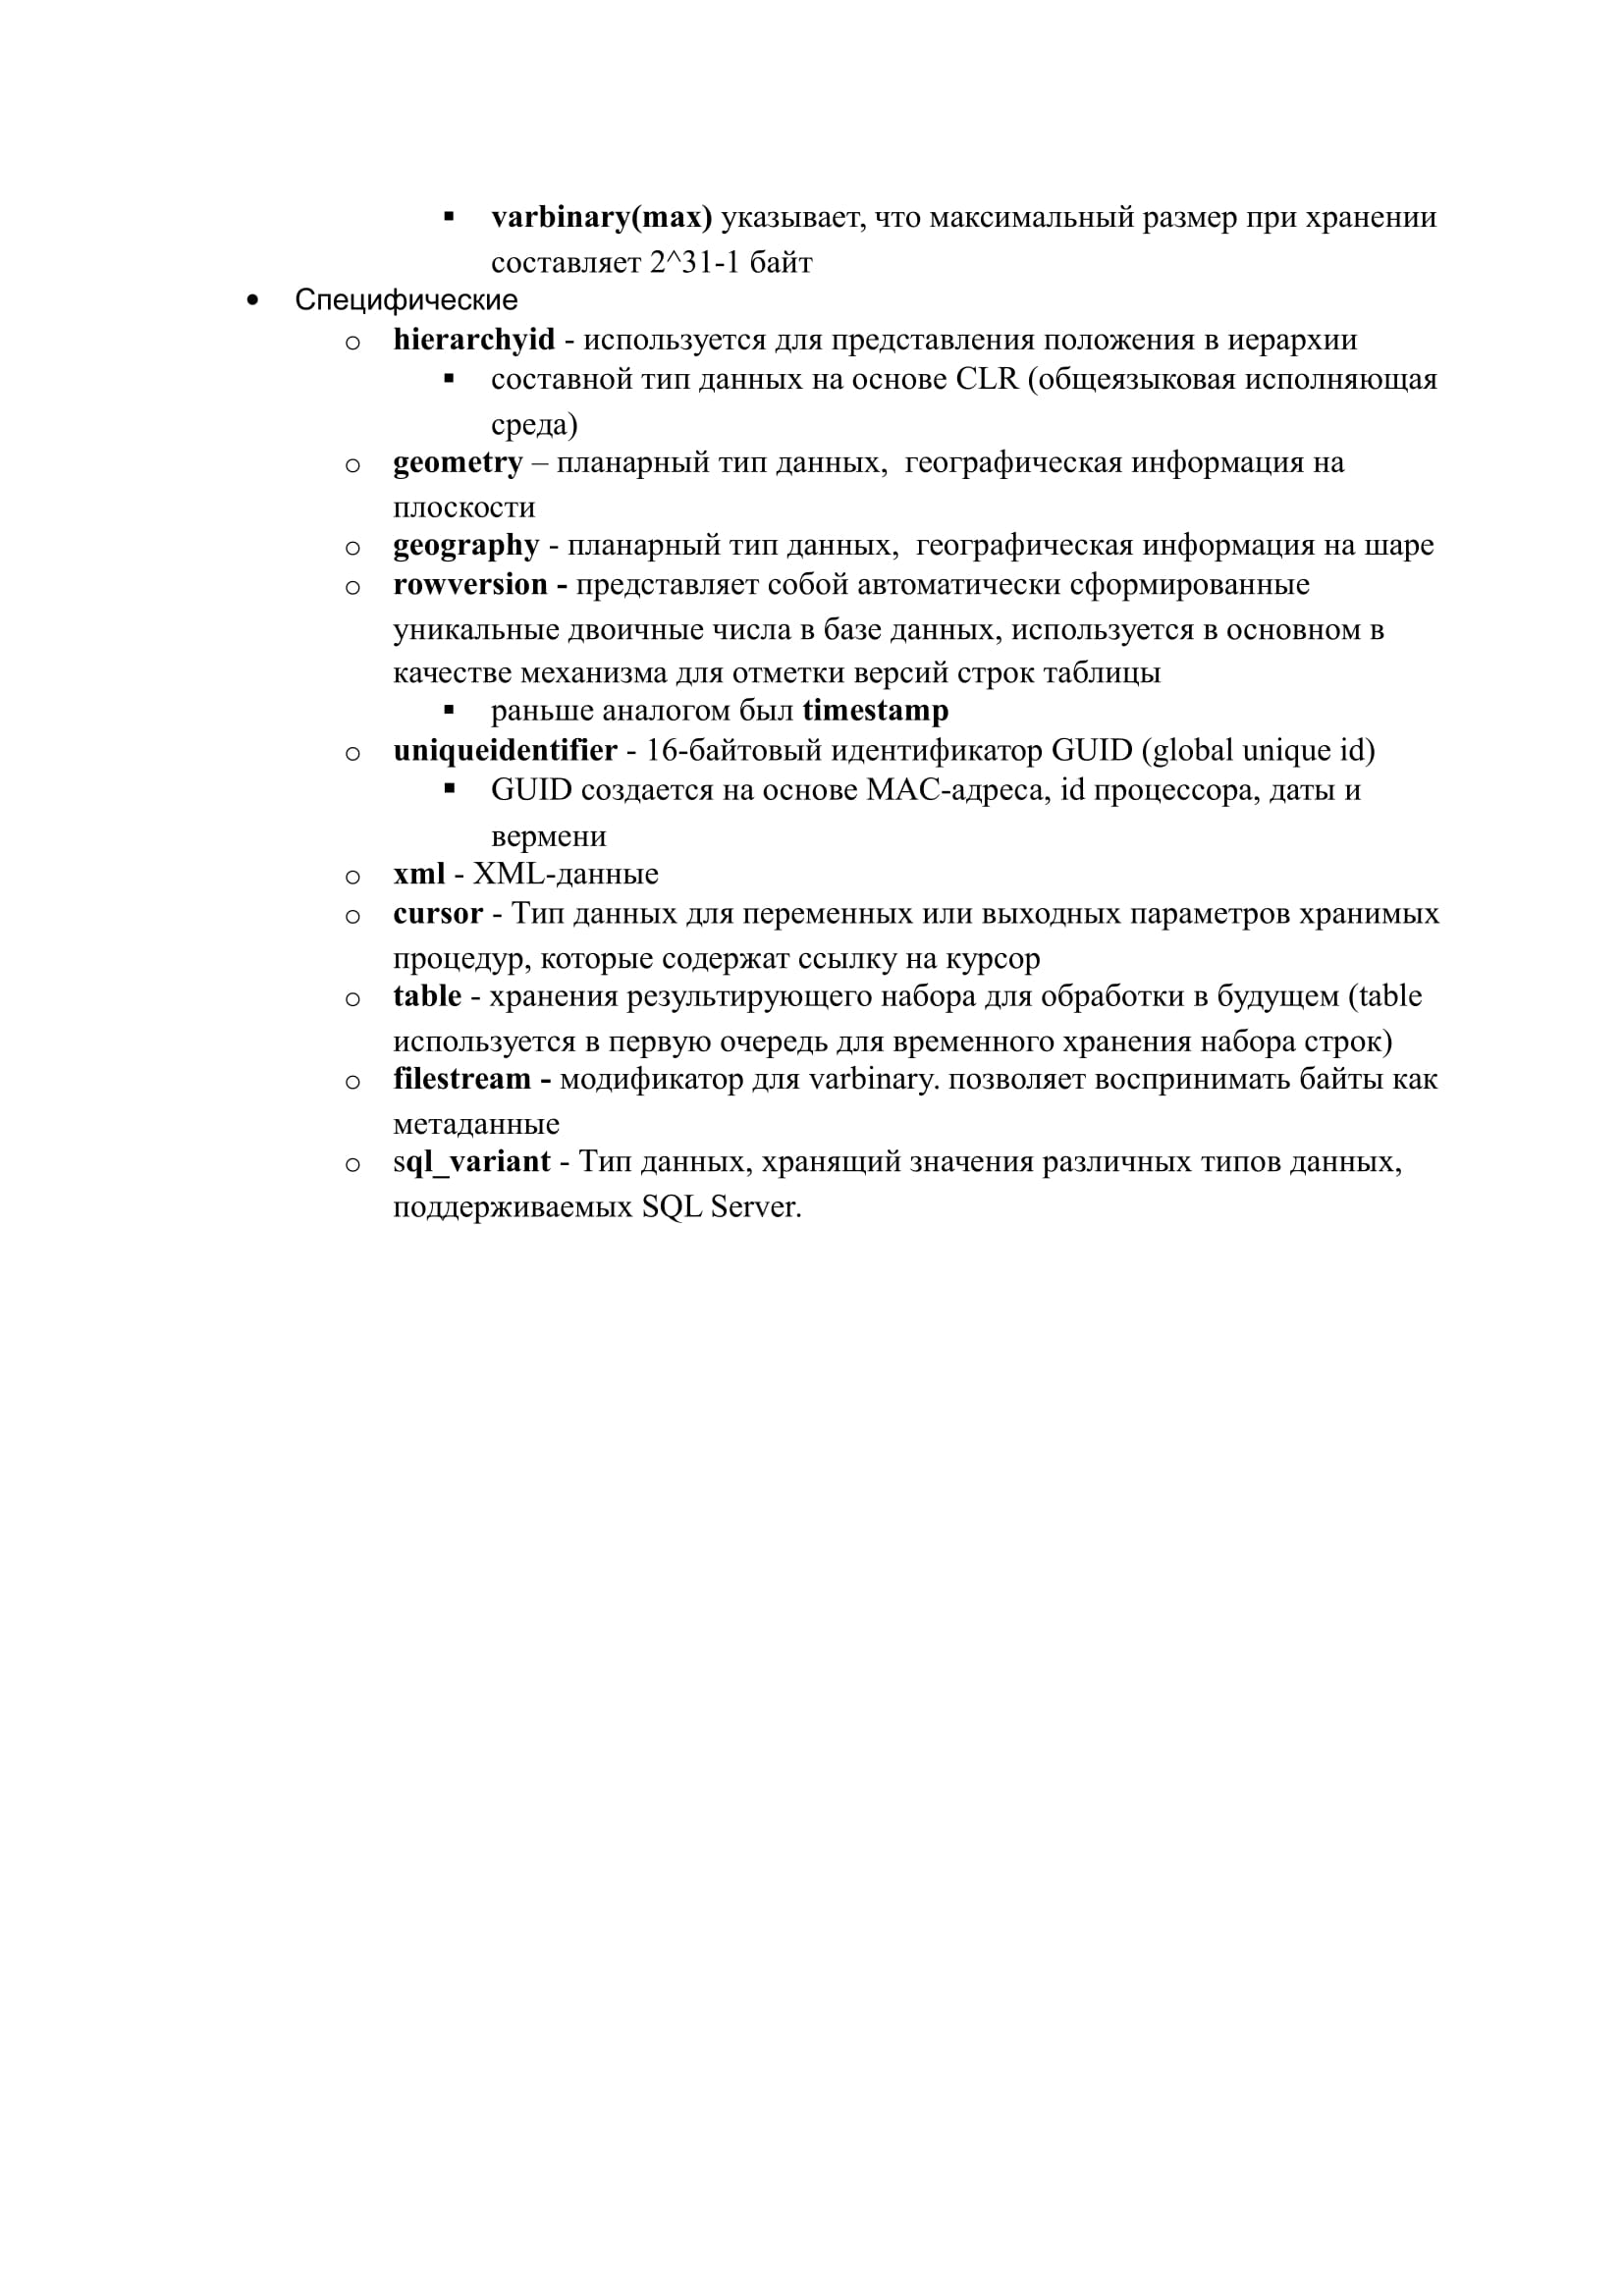 ▪ varbinary(max) указывает, что максимальный размер при хранении
составляет 2^31-1 байт
• Специфические
o hierarchyid - используется для представления положения в иерархии
▪ составной тип данных на основе CLR (общеязыковая исполняющая
среда)
o geometry – планарный тип данных,  географическая информация на
плоскости
o geography - планарный тип данных,  географическая информация на шаре
o rowversion - представляет собой автоматически сформированные
уникальные двоичные числа в базе данных, используется в основном в
качестве механизма для отметки версий строк таблицы
▪ раньше аналогом был timestamp
o uniqueidentifier - 16-байтовый идентификатор GUID (global unique id)
▪ GUID создается на основе MAC-адреса, id процессора, даты и
вермени
o xml - XML-данные
o cursor - Тип данных для переменных или выходных параметров хранимых
процедур, которые содержат ссылку на курсор
o table - хранения результирующего набора для обработки в будущем (table
используется в первую очередь для временного хранения набора строк)
o filestream - модификатор для varbinary. позволяет воспринимать байты как
метаданные
o sql_variant - Тип данных, хранящий значения различных типов данных,
поддерживаемых SQL Server.